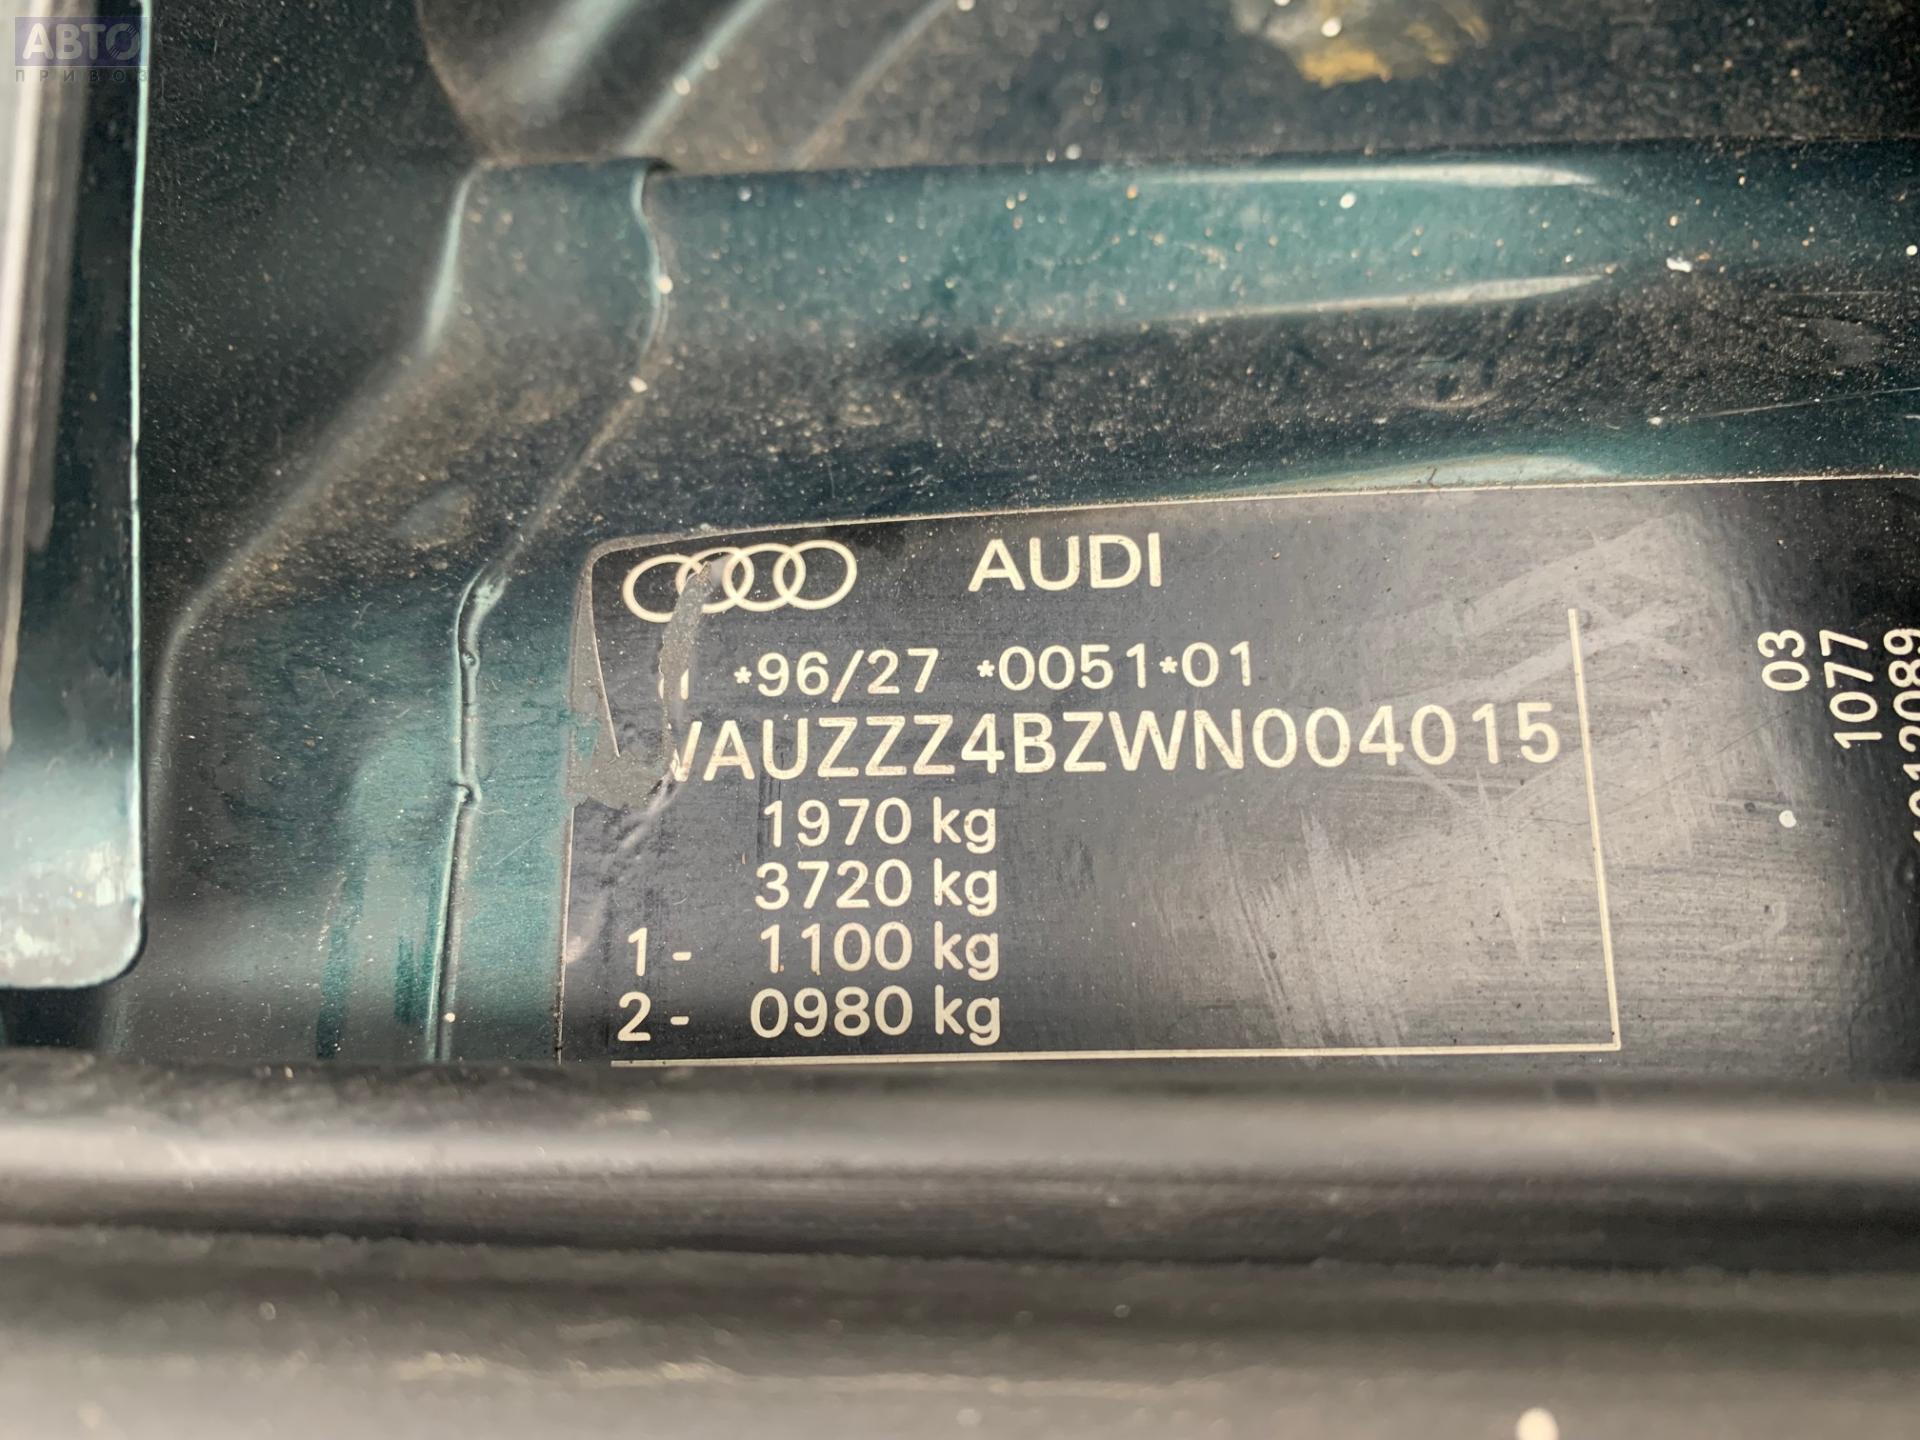 АВТО
ПРИВОЗ
AUDI
*96/27 *0051*01
WAUZZZ4BZWN004015
1970 kg
3720 kg
1- 1100 kg
2- 0980 kg
03
1077